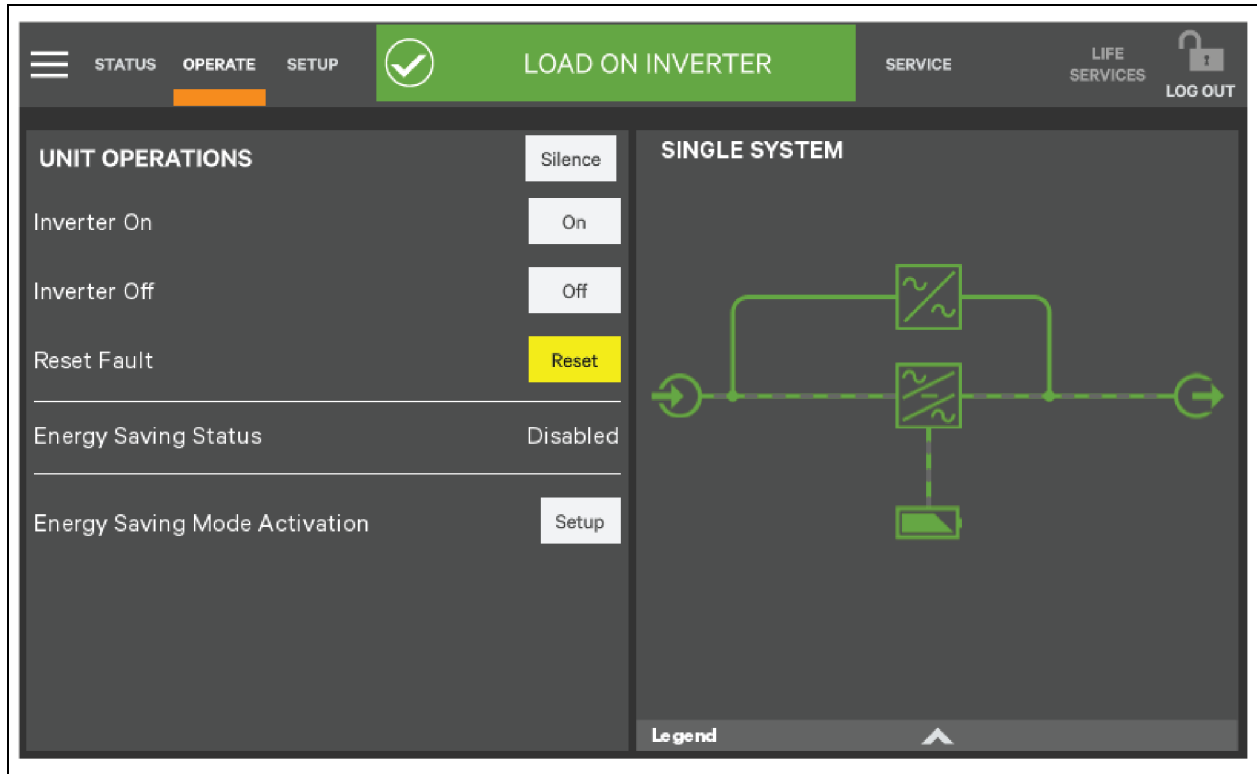 STATUS OPERATE SETUP LOAD ON INVERTER SERVICE LIFE SERVICES LOG OUT
UNIT OPERATIONS Silence
Inverter On On
Inverter Off Off
Reset Fault Reset
Energy Saving Status Disabled
Energy Saving Mode Activation Setup
SINGLE SYSTEM
Legend